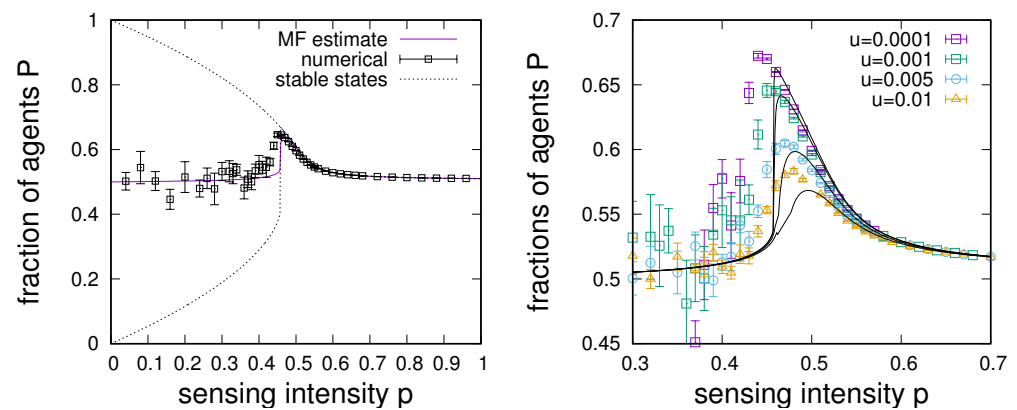 fraction of agents P
1
0.8
0.6
0.4
0.2
0
MF estimate
numerical
stable states
0 0.1 0.2 0.3 0.4 0.5 0.6 0.7 0.8 0.9 1
sensing intensity p
fractions of agents P
0.7
0.65
0.6
0.55
0.5
0.45
u=0.0001
u=0.001
u=0.005
u=0.01
0.3 0.4 0.5 0.6 0.7
sensing intensity p